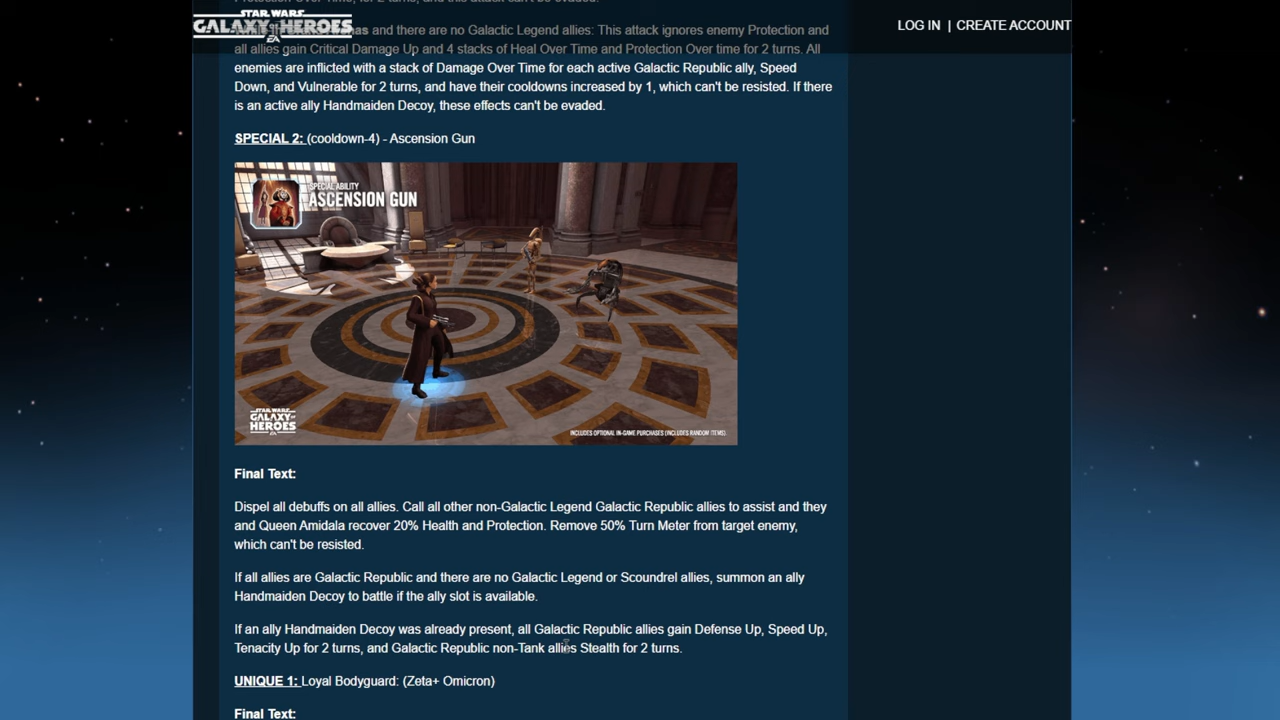 STAR WARS
GALAXY OF HEROES
EA
LOG IN | CREATE ACCOUNT
and there are no Galactic Legend allies: This attack ignores enemy Protection and
all allies gain Critical Damage Up and 4 stacks of Heal Over Time and Protection Over time for 2 turns. All
enemies are inflicted with a stack of Damage Over Time for each active Galactic Republic ally, Speed
Down, and Vulnerable for 2 turns, and have their cooldowns increased by 1, which can't be resisted. If there
is an active ally Handmaiden Decoy, these effects can't be evaded.
SPECIAL 2: (cooldown-4) - Ascension Gun
SPECIAL ABILITY
ASCENSION GUN
STAR WARS
GALAXY OF
HEROES
EA
INCLUDES OPTIONAL IN-GAME PURCHASES (INCLUDES RANDOM ITEMS)
Final Text:
Dispel all debuffs on all allies. Call all other non-Galactic Legend Galactic Republic allies to assist and they
and Queen Amidala recover 20% Health and Protection. Remove 50% Turn Meter from target enemy,
which can't be resisted.
If all allies are Galactic Republic and there are no Galactic Legend or Scoundrel allies, summon an ally
Handmaiden Decoy to battle if the ally slot is available.
If an ally Handmaiden Decoy was already present, all Galactic Republic allies gain Defense Up, Speed Up,
Tenacity Up for 2 turns, and Galactic Republic non-Tank allies Stealth for 2 turns.
UNIQUE 1: Loyal Bodyguard: (Zeta+ Omicron)
Final Text: